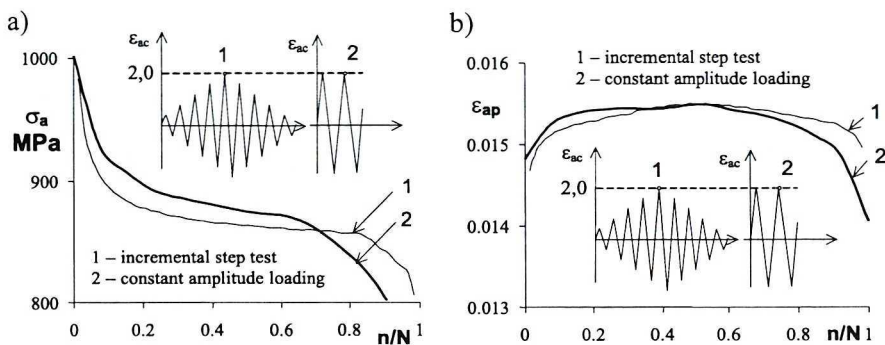 a)
1000
σa
MPa
900
800
εac
2,0
1
εac
2
1
2
1 – incremental step test
2 – constant amplitude loading
0
0.2
0.4
0.6
0.8
n/N
1
b)
0.016
εap
0.015
0.014
0.013
1 – incremental step test
2 – constant amplitude loading
1
2
εac
2,0
1
εac
2
0
0.2
0.4
0.6
0.8
n/N
1